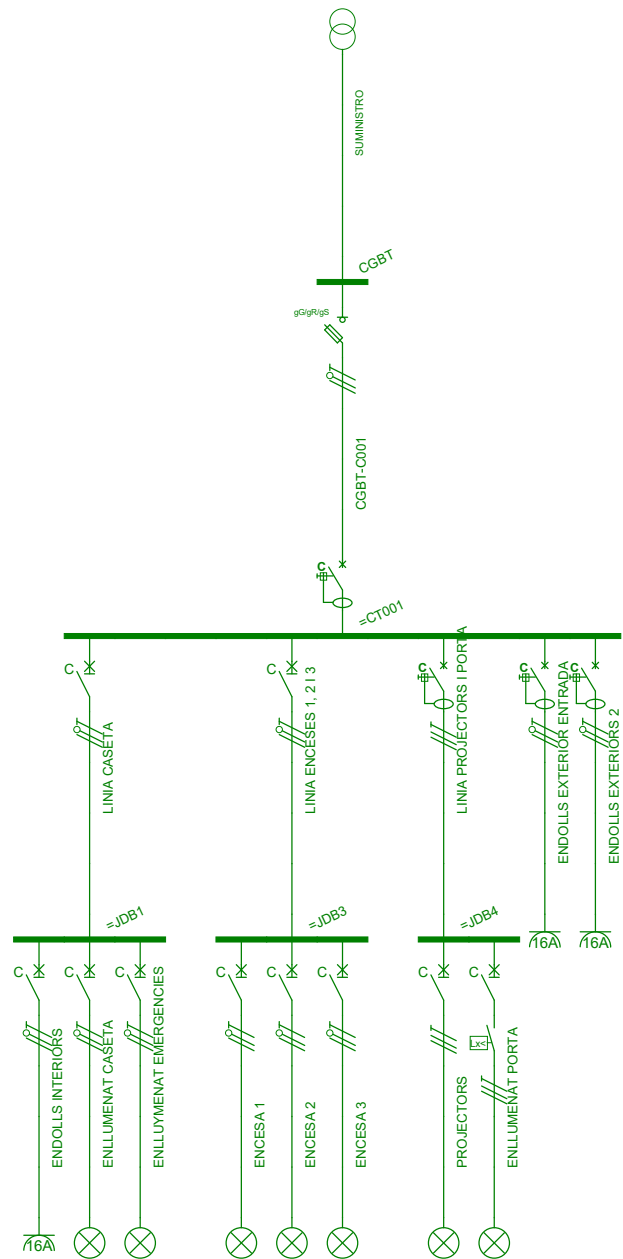 SUMINISTRO
CGBT
gG/gR/gS
CGBT-C001
C
=CT001
C
C
C
C
C
LINIA CASETA
LINIA ENCESES 1, 2 I 3
LINIA PROJECTORS I PORTA
ENDOLLS EXTERIOR ENTRADA
ENDOLLS EXTERIORS 2
=JDB1
=JDB3
=JDB4
16A
16A
C
C
C
C
C
C
C
C
Lx<
ENDOLLS INTERIORS
ENLLUMENAT CASETA
ENLLUYMENAT EMERGENCIES
ENCESA 1
ENCESA 2
ENCESA 3
PROJECTORS
ENLLUMENAT PORTA
16A